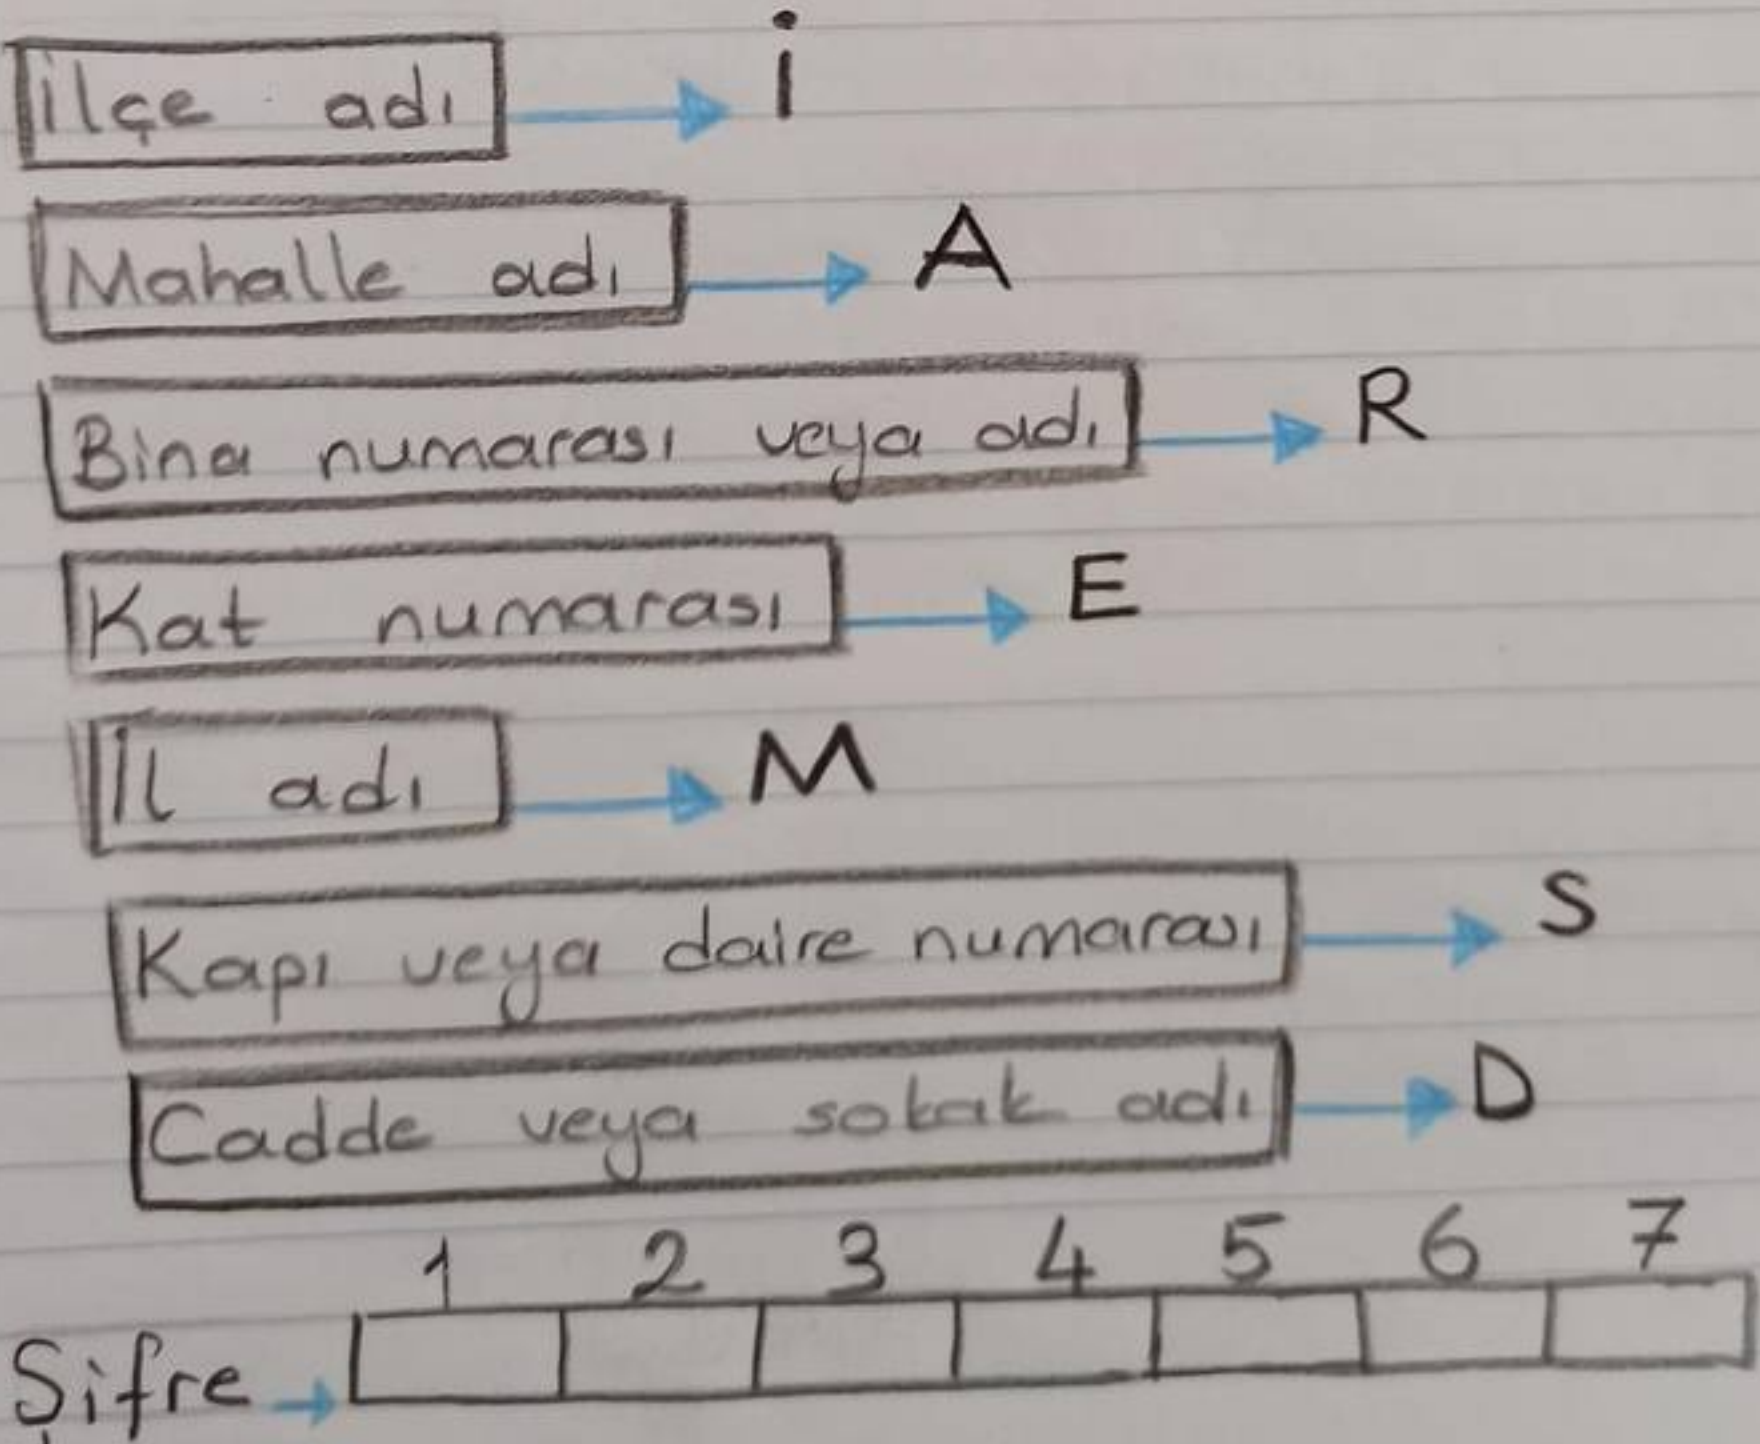 İlçe adı → İ
Mahalle adı → A
Bina numarası veya adı → R
Kat numarası → E
İl adı → M
Kapı veya daire numarası → S
Cadde veya sokak adı → D
1 2 3 4 5 6 7
Şifre →